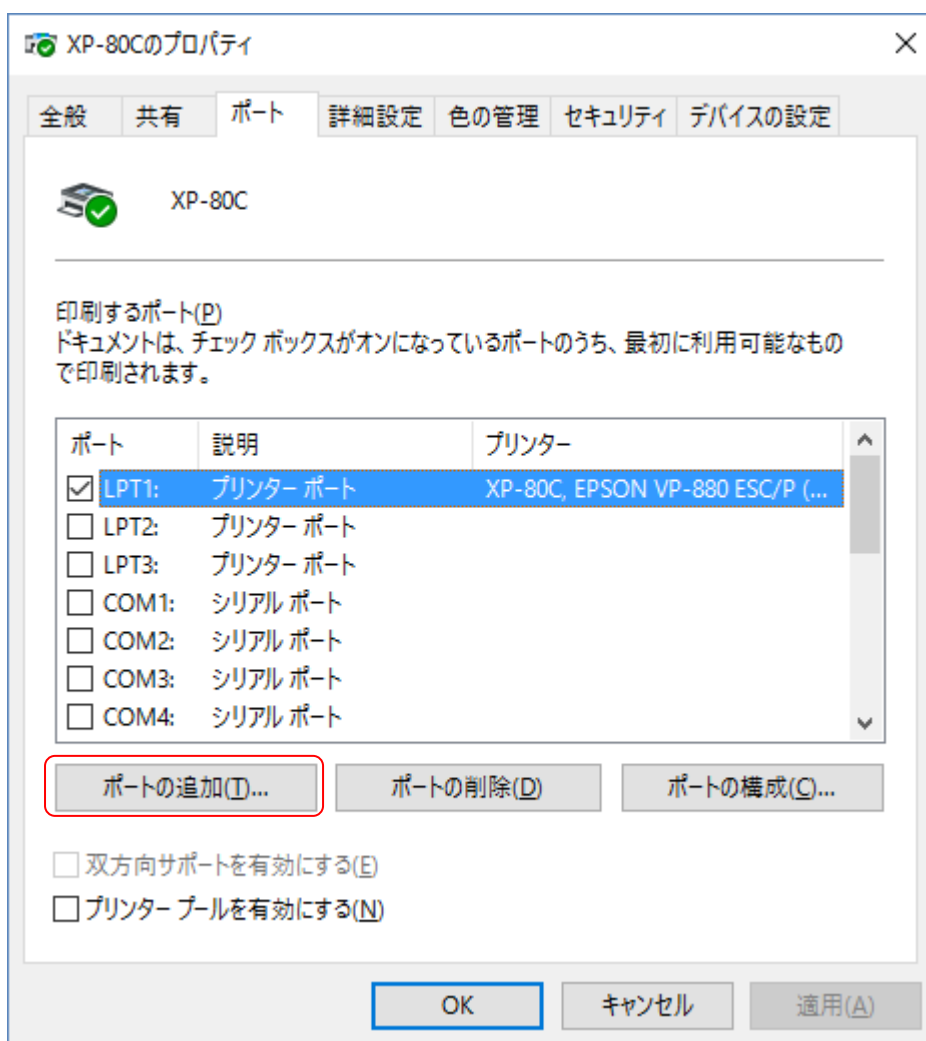 XP-80Cのプロパティ
全般 共有 ポート 詳細設定 色の管理 セキュリティ デバイスの設定
XP-80C
印刷するポート(P)
ドキュメントは、チェック ボックスがオンになっているポートのうち、最初に利用可能なもの
で印刷されます。
ポート 説明 プリンター
LPT1: プリンター ポート XP-80C, EPSON VP-880 ESC/P (...
LPT2: プリンター ポート
LPT3: プリンター ポート
COM1: シリアル ポート
COM2: シリアル ポート
COM3: シリアル ポート
COM4: シリアル ポート
ポートの追加(T)... ポートの削除(D) ポートの構成(C)...
双方向サポートを有効にする(E)
プリンター プールを有効にする(N)
OK キャンセル 適用(A)